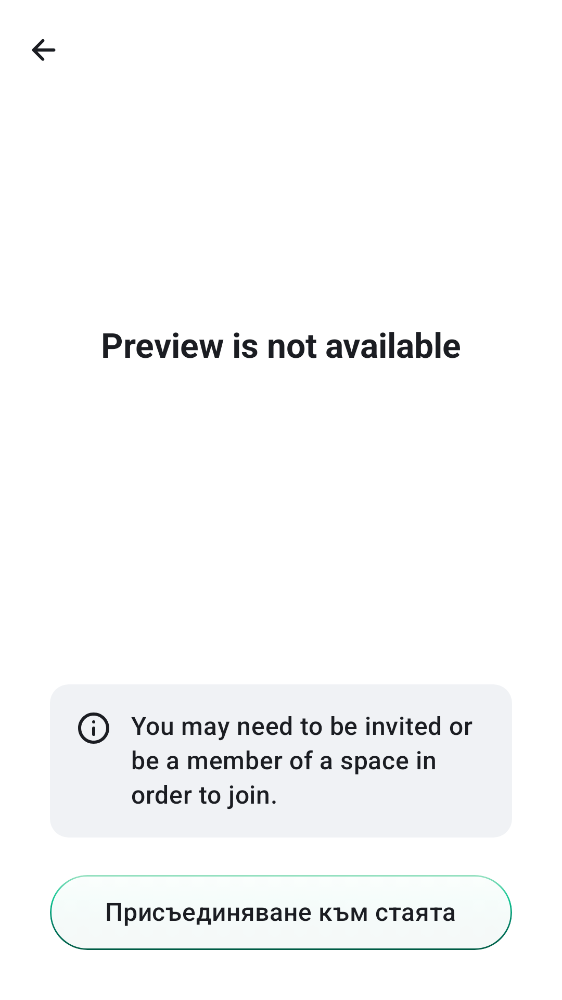 Preview is not available
You may need to be invited or
be a member of a space in
order to join.
Присъединяване към стаята